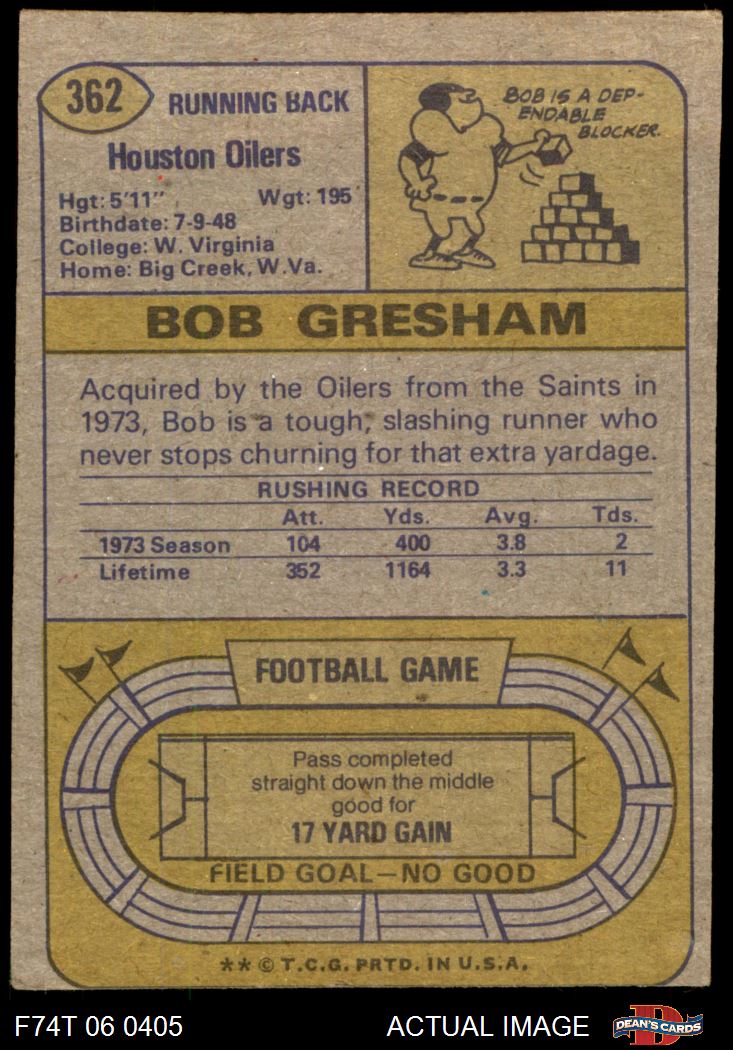 362
RUNNING BACK
Houston Oilers
Hgt: 5'11" Wgt: 195
Birthdate: 7-9-48
College: W. Virginia
Home: Big Creek, W.Va.
BOB IS A DEP-
ENDABLE
BLOCKER.
BOB GRESHAM
Acquired by the Oilers from the Saints in
1973, Bob is a tough, slashing runner who
never stops churning for that extra yardage.
RUSHING RECORD
Att. Yds. Avg. Tds.
1973 Season 104 400 3.8 2
Lifetime 352 1164 3.3 11
FOOTBALL GAME
Pass completed
straight down the middle
good for
17 YARD GAIN
FIELD GOAL—NO GOOD
** © T.C.G. PRTD. IN U.S.A.
F74T 06 0405 ACTUAL IMAGE
D
DEAN'S CARDS